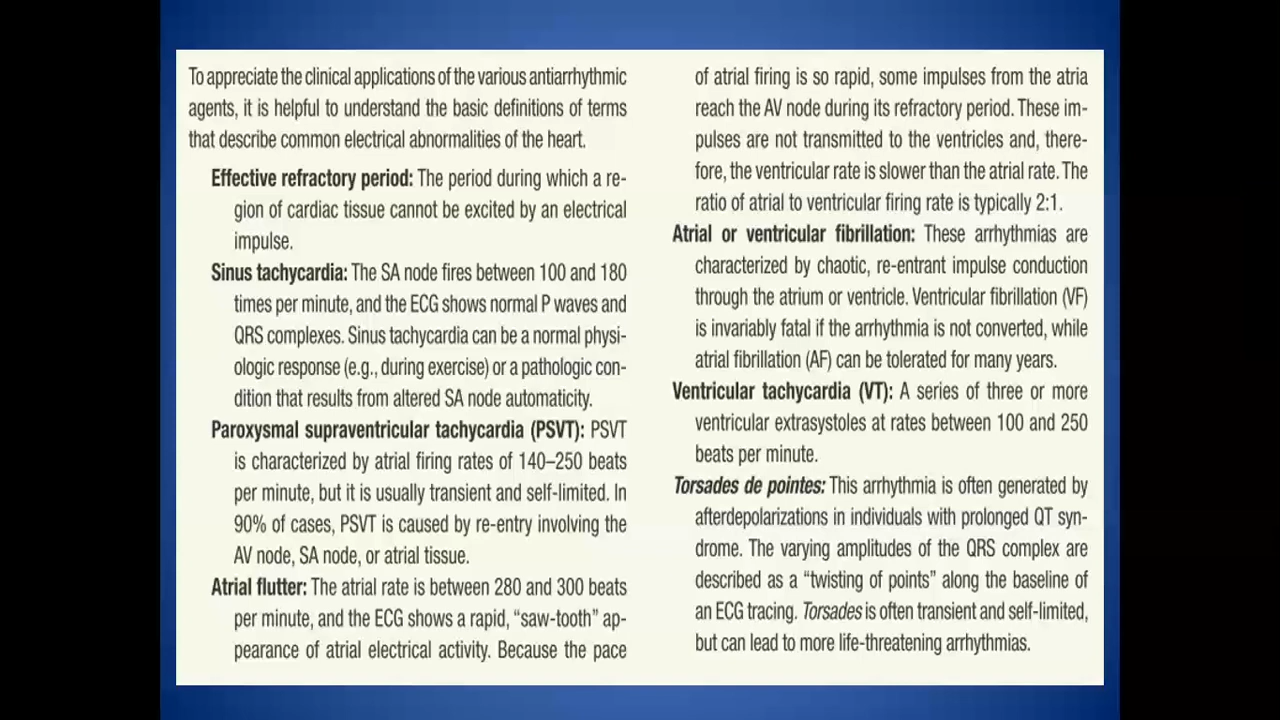 To appreciate the clinical applications of the various antiarrhythmic
agents, it is helpful to understand the basic definitions of terms
that describe common electrical abnormalities of the heart.
Effective refractory period: The period during which a re-
gion of cardiac tissue cannot be excited by an electrical
impulse.
Sinus tachycardia: The SA node fires between 100 and 180
times per minute, and the ECG shows normal P waves and
QRS complexes. Sinus tachycardia can be a normal physi-
ologic response (e.g., during exercise) or a pathologic con-
dition that results from altered SA node automaticity.
Paroxysmal supraventricular tachycardia (PSVT): PSVT
is characterized by atrial firing rates of 140–250 beats
per minute, but it is usually transient and self-limited. In
90% of cases, PSVT is caused by re-entry involving the
AV node, SA node, or atrial tissue.
Atrial flutter: The atrial rate is between 280 and 300 beats
per minute, and the ECG shows a rapid, “saw-tooth” ap-
pearance of atrial electrical activity. Because the pace
of atrial firing is so rapid, some impulses from the atria
reach the AV node during its refractory period. These im-
pulses are not transmitted to the ventricles and, there-
fore, the ventricular rate is slower than the atrial rate. The
ratio of atrial to ventricular firing rate is typically 2:1.
Atrial or ventricular fibrillation: These arrhythmias are
characterized by chaotic, re-entrant impulse conduction
through the atrium or ventricle. Ventricular fibrillation (VF)
is invariably fatal if the arrhythmia is not converted, while
atrial fibrillation (AF) can be tolerated for many years.
Ventricular tachycardia (VT): A series of three or more
ventricular extrasystoles at rates between 100 and 250
beats per minute.
Torsades de pointes: This arrhythmia is often generated by
afterdepolarizations in individuals with prolonged QT syn-
drome. The varying amplitudes of the QRS complex are
described as a “twisting of points” along the baseline of
an ECG tracing. Torsades is often transient and self-limited,
but can lead to more life-threatening arrhythmias.